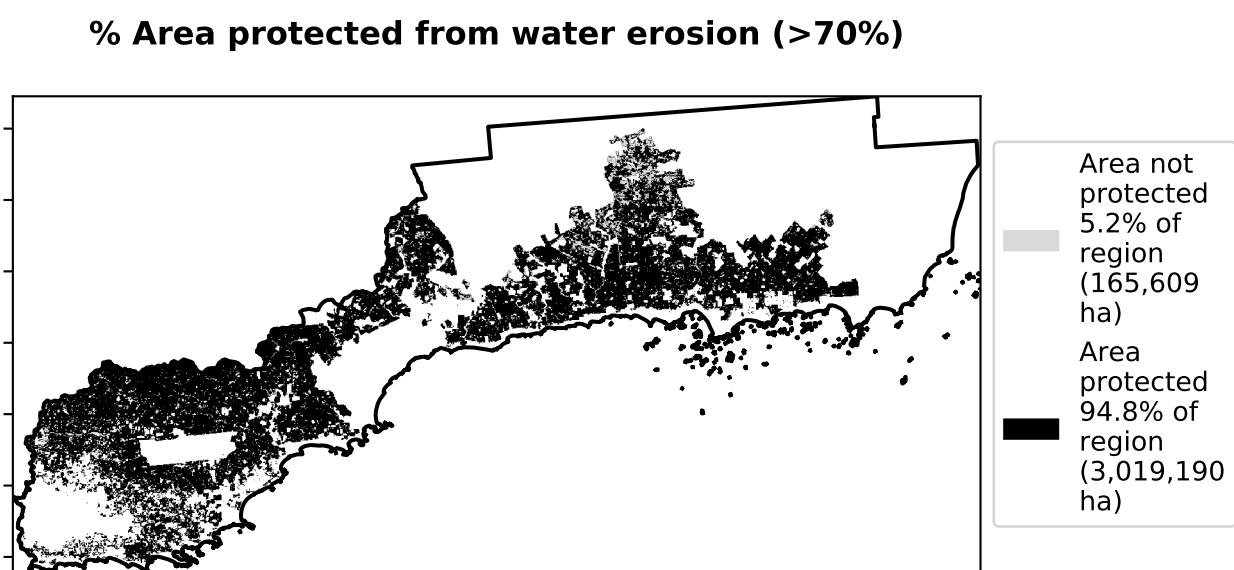 % Area protected from water erosion (>70%)
Area not
protected
5.2% of
region
(165,609
ha)
Area
protected
94.8% of
region
(3,019,190
ha)